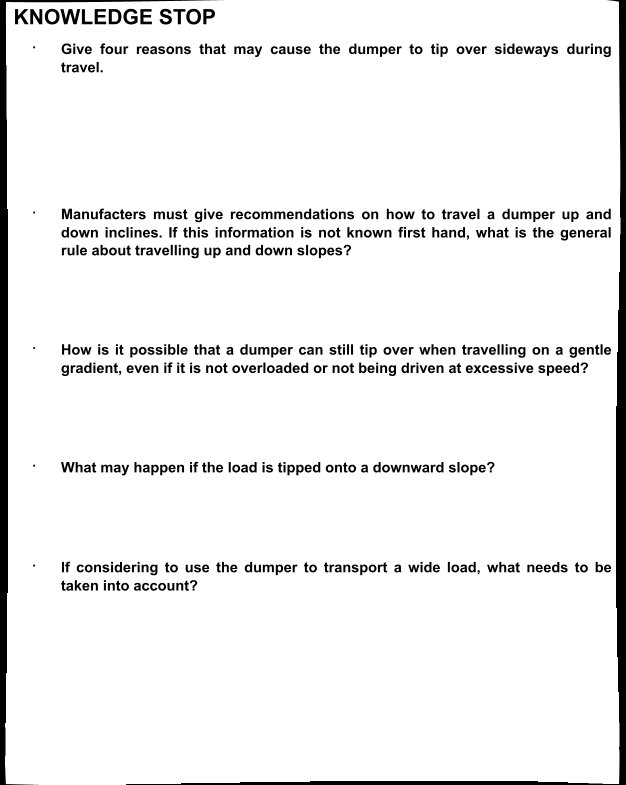 KNOWLEDGE STOP
· Give four reasons that may cause the dumper to tip over sideways during
travel.
· Manufacters must give recommendations on how to travel a dumper up and
down inclines. If this information is not known first hand, what is the general
rule about travelling up and down slopes?
· How is it possible that a dumper can still tip over when travelling on a gentle
gradient, even if it is not overloaded or not being driven at excessive speed?
· What may happen if the load is tipped onto a downward slope?
· If considering to use the dumper to transport a wide load, what needs to be
taken into account?